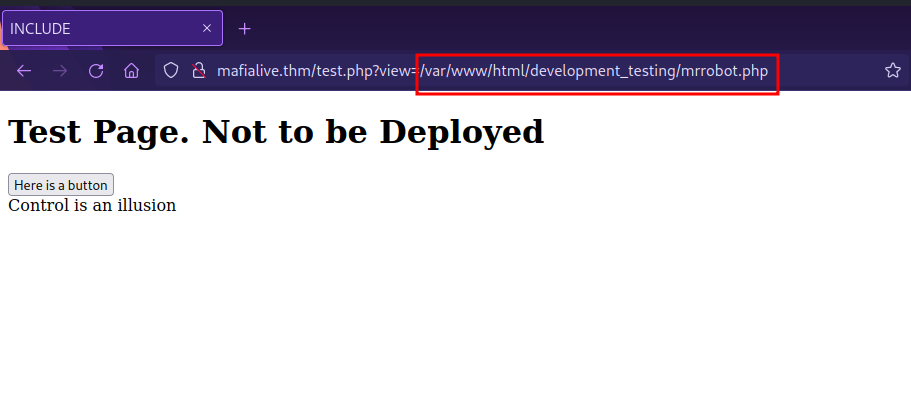 INCLUDE
mafialive.thm/test.php?view=/var/www/html/development_testing/mrrobot.php
Test Page. Not to be Deployed
Here is a button
Control is an illusion